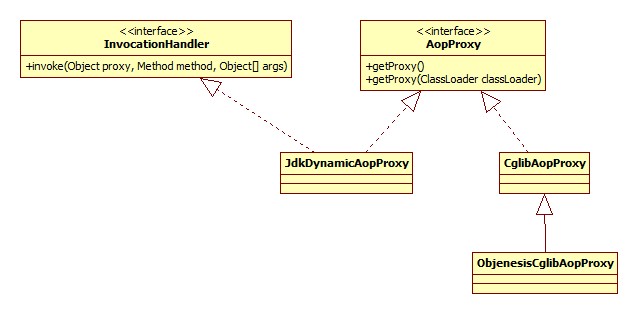 <<interface>>
InvocationHandler
+invoke(Object proxy, Method method, Object[] args)
<<interface>>
AopProxy
+getProxy()
+getProxy(ClassLoader classLoader)
JdkDynamicAopProxy
CglibAopProxy
ObjenesisCglibAopProxy